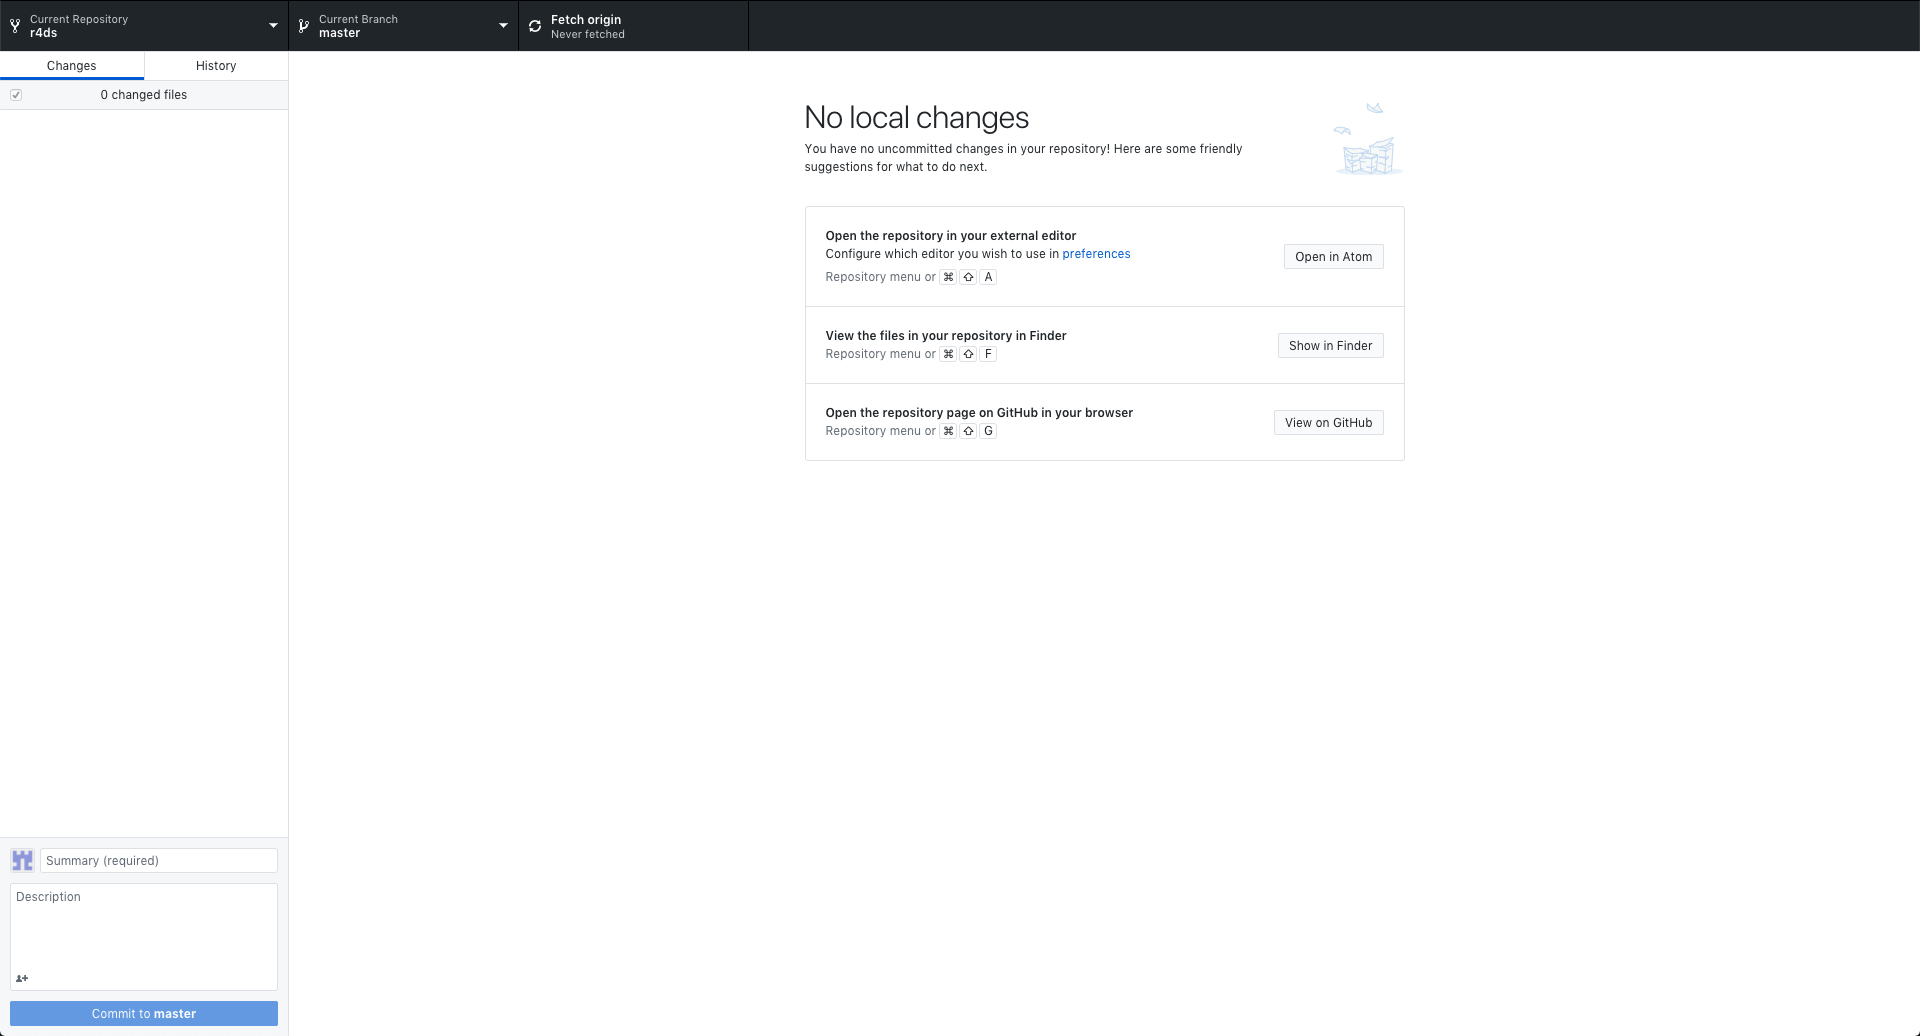 Current Repository
r4ds
Current Branch
master
Fetch origin
Never fetched
Changes
History
0 changed files
No local changes
You have no uncommitted changes in your repository! Here are some friendly
suggestions for what to do next.
Open the repository in your external editor
Configure which editor you wish to use in preferences
Repository menu or ⌘ ⇧ A
Open in Atom
View the files in your repository in Finder
Repository menu or ⌘ ⇧ F
Show in Finder
Open the repository page on GitHub in your browser
Repository menu or ⌘ ⇧ G
View on GitHub
Summary (required)
Description
Commit to master